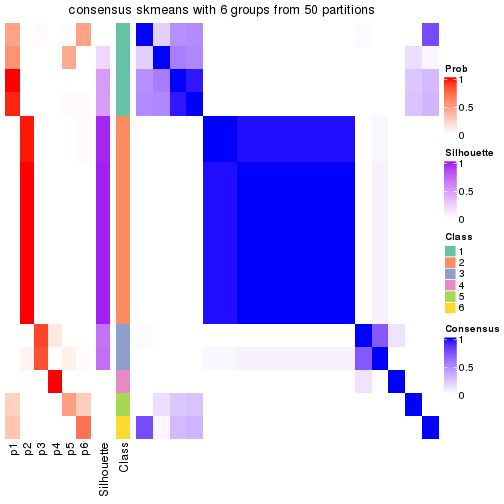 consensus skmeans with 6 groups from 50 partitions
Prob
1
0.5
0
Silhouette
1
0.5
0
Class
1
2
3
4
5
6
Consensus
1
0.5
0
p1
p2
p3
p4
p5
p6
Silhouette
Class